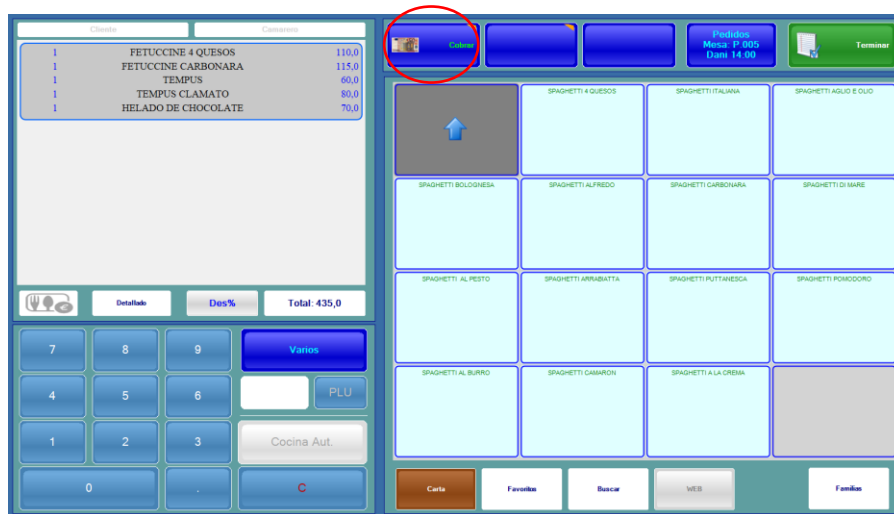 Cliente Camarero
1 FETUCCINE 4 QUESOS 110,0
1 FETUCCINE CARBONARA 115,0
1 TEMPUS 60,0
1 TEMPUS CLAMATO 80,0
1 HELADO DE CHOCOLATE 70,0
Detallado Des% Total: 435,0
7 8 9 Varios
4 5 6 PLU
1 2 3 Cocina Aut.
0 . C
Cobrar
Pedidos
Mesa: P.005
Dani 14:00
Terminar
SPAGHETTI 4 QUESOS SPAGHETTI ITALIANA SPAGHETTI AGLIO E OLIO
SPAGHETTI BOLOGNESA SPAGHETTI ALFREDO SPAGHETTI CARBONARA SPAGHETTI DI MARE
SPAGHETTI AL PESTO SPAGHETTI ARRABIATTA SPAGHETTI PUTTANESCA SPAGHETTI POMODORO
SPAGHETTI AL BURRO SPAGHETTI CAMARON SPAGHETTI A LA CREMA
Carta Favoritos Buscar WEB Familias